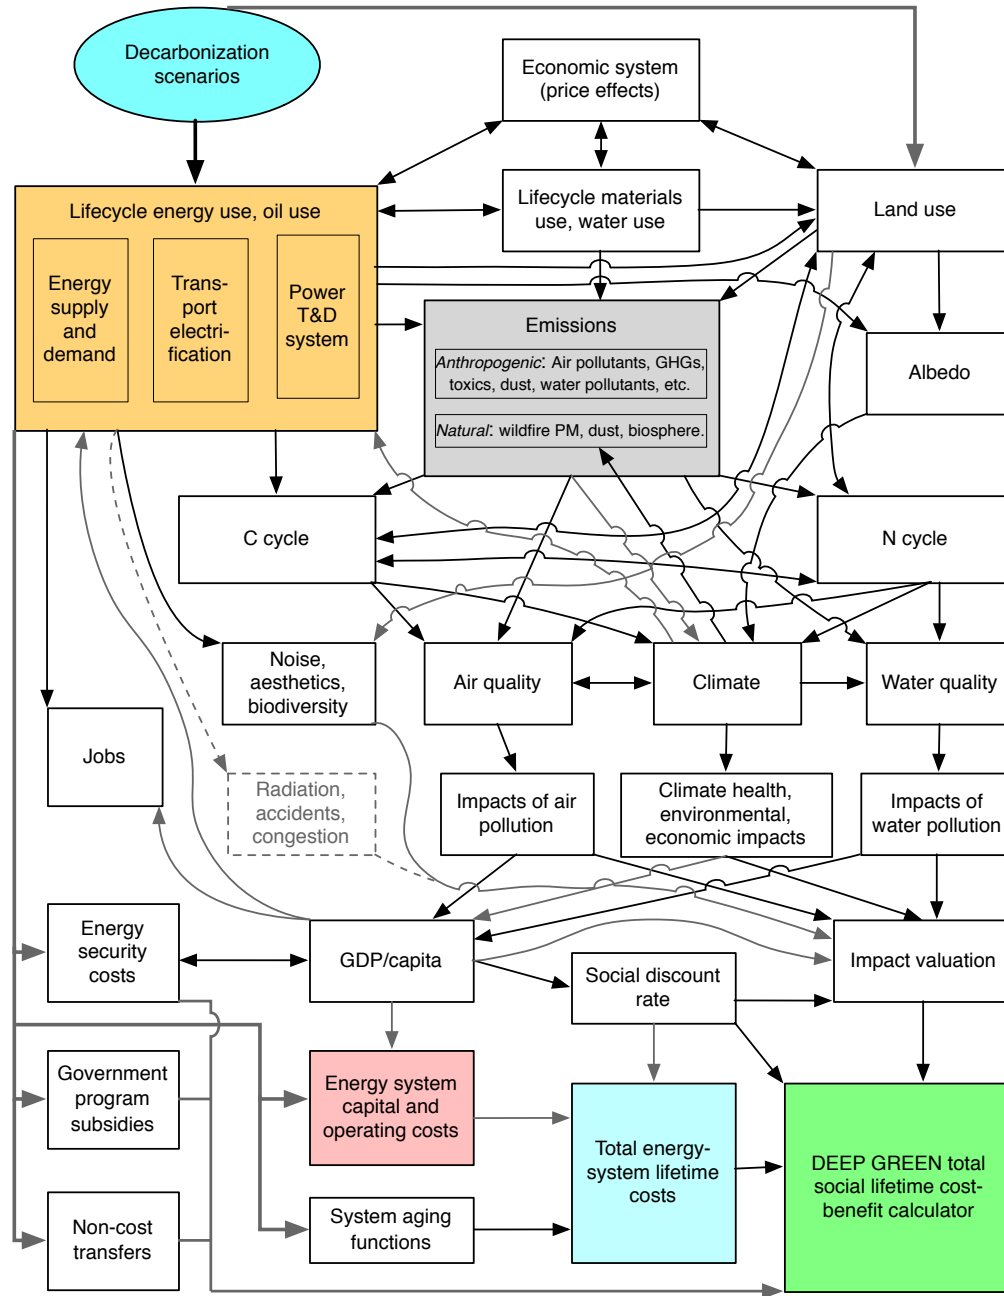 Decarbonization
scenarios
Economic system
(price effects)
Lifecycle energy use, oil use
Energy
supply
and
demand
Trans-
port
electri-
fication
Power
T&D
system
Lifecycle materials
use, water use
Land use
Emissions
Anthropogenic: Air pollutants, GHGs,
toxics, dust, water pollutants, etc.
Natural: wildfire PM, dust, biosphere.
Albedo
C cycle
N cycle
Noise,
aesthetics,
biodiversity
Air quality
Climate
Water quality
Jobs
Radiation,
accidents,
congestion
Impacts of air
pollution
Climate health,
environmental,
economic impacts
Impacts of
water pollution
Energy
security
costs
GDP/capita
Social discount
rate
Impact valuation
Government
program
subsidies
Energy system
capital and
operating costs
Total energy-
system lifetime
costs
DEEP GREEN total
social lifetime cost-
benefit calculator
Non-cost
transfers
System aging
functions